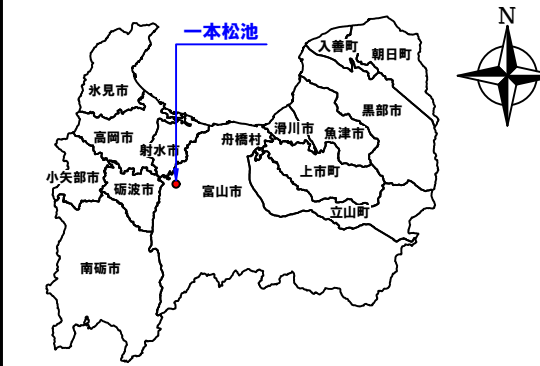 N
一本松池
入善町
朝日町
氷見市
黒部市
高岡市
滑川市
魚津市
舟橋村
射水市
上市町
小矢部市
砺波市
富山市
立山町
南砺市